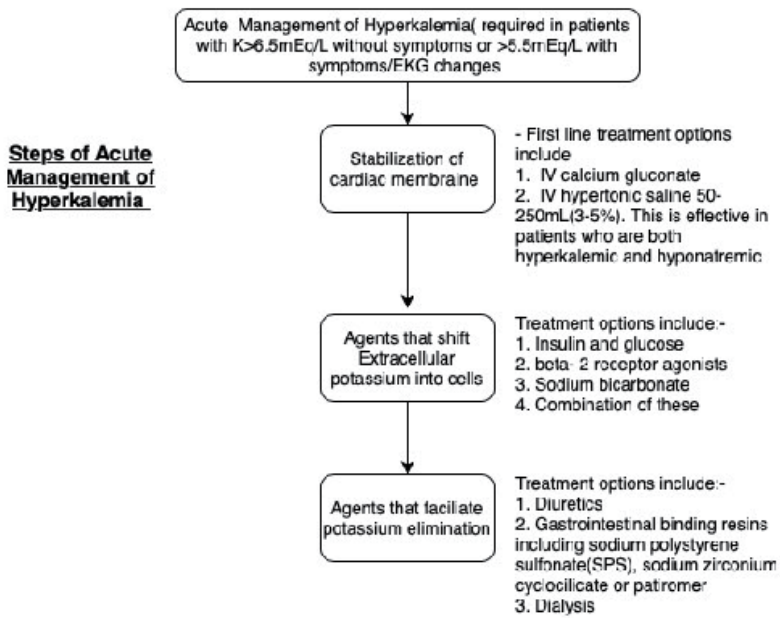 Acute Management of Hyperkalemia( required in patients
with K>6.5mEq/L without symptoms or >5.5mEq/L with
symptoms/EKG changes
Steps of Acute
Management of
Hyperkalemia
Stabilization of
cardiac membraine
- First line treatment options
include
1. IV calcium gluconate
2. IV hypertonic saline 50-
250mL(3-5%). This is effective in
patients who are both
hyperkalemic and hyponatremic
Agents that shift
Extracellular
potassium into cells
Treatment options include:-
1. Insulin and glucose
2. beta- 2 receptor agonists
3. Sodium bicarbonate
4. Combination of these
Agents that faciliate
potassium elimination
Treatment options include:-
1. Diuretics
2. Gastrointestinal binding resins
including sodium polystyrene
sulfonate(SPS), sodium zirconium
cyclocilicate or patiromer
3. Dialysis